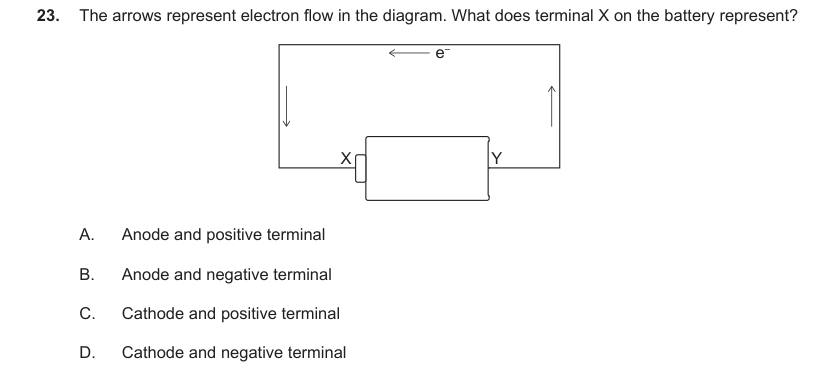 23. The arrows represent electron flow in the diagram. What does terminal X on the battery represent?
e⁻
X
Y
A. Anode and positive terminal
B. Anode and negative terminal
C. Cathode and positive terminal
D. Cathode and negative terminal